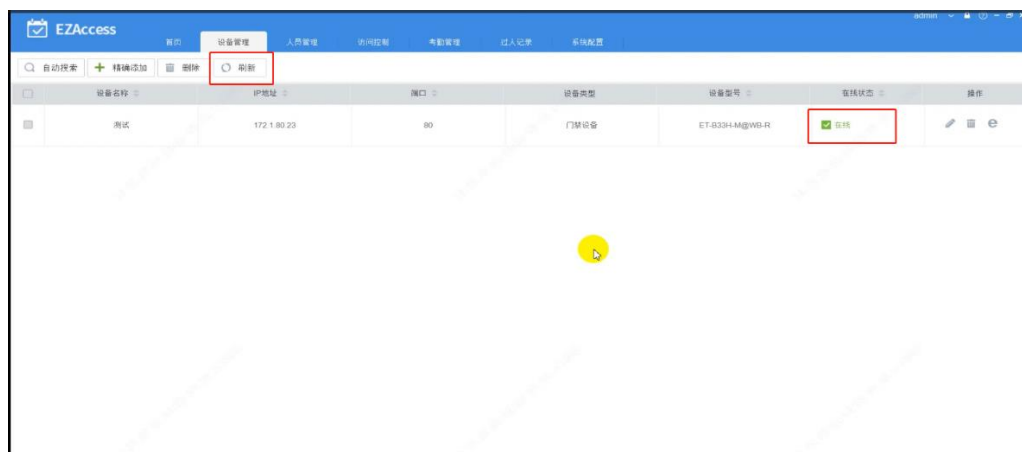 admin
EZAccess
首页 设备管理 人员管理 访问控制 考勤管理 过人记录 系统配置
自动搜索 精确添加 删除 刷新
设备名称 IP地址 端口 设备类型 设备型号 在线状态 操作
测试 172.1.80.23 80 门禁设备 ET-B33H-M@WB-R 在线